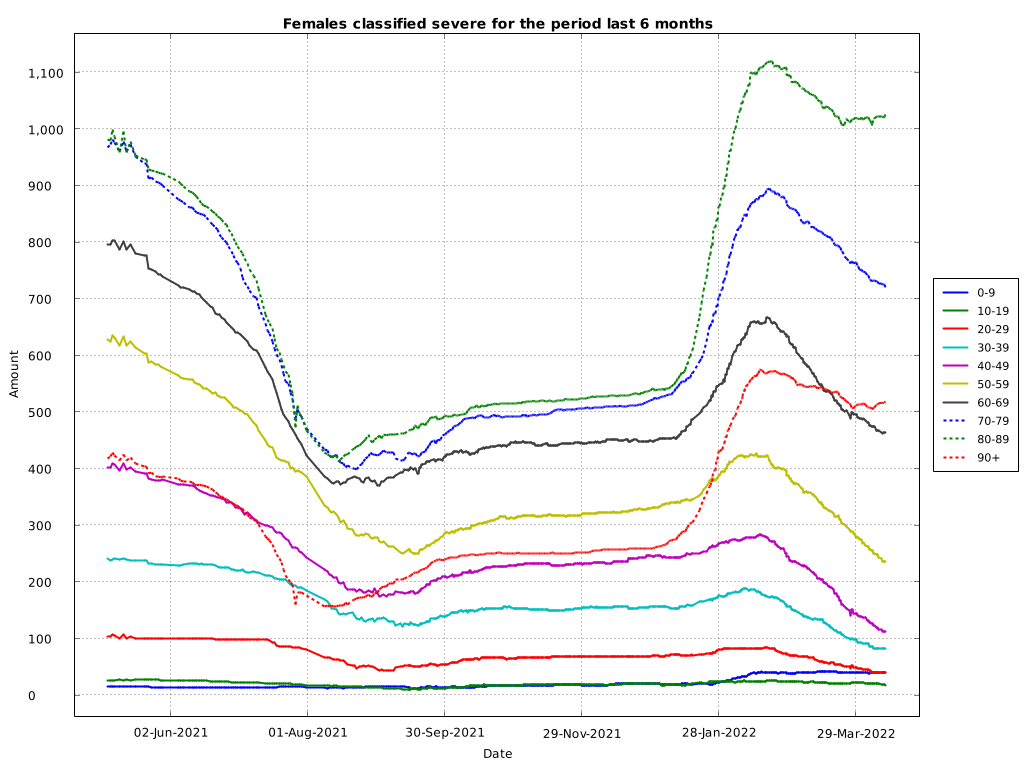 Females classified severe for the period last 6 months
1,100
1,000
900
800
700
600
500
400
300
200
100
0
Amount
02-Jun-2021
01-Aug-2021
30-Sep-2021
29-Nov-2021
28-Jan-2022
29-Mar-2022
Date
0-9
10-19
20-29
30-39
40-49
50-59
60-69
70-79
80-89
90+